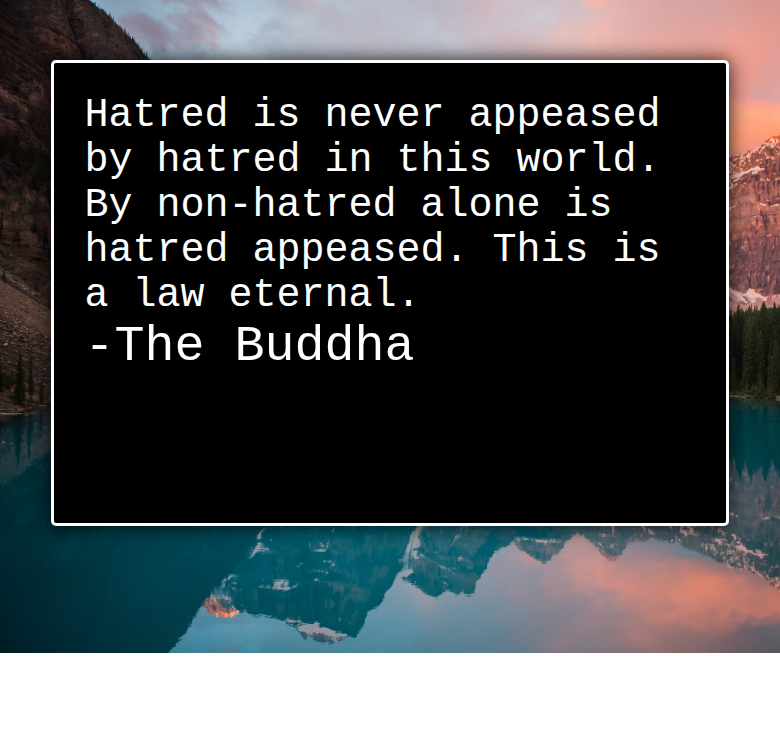 Hatred is never appeased
by hatred in this world.
By non-hatred alone is
hatred appeased. This is
a law eternal.
-The Buddha